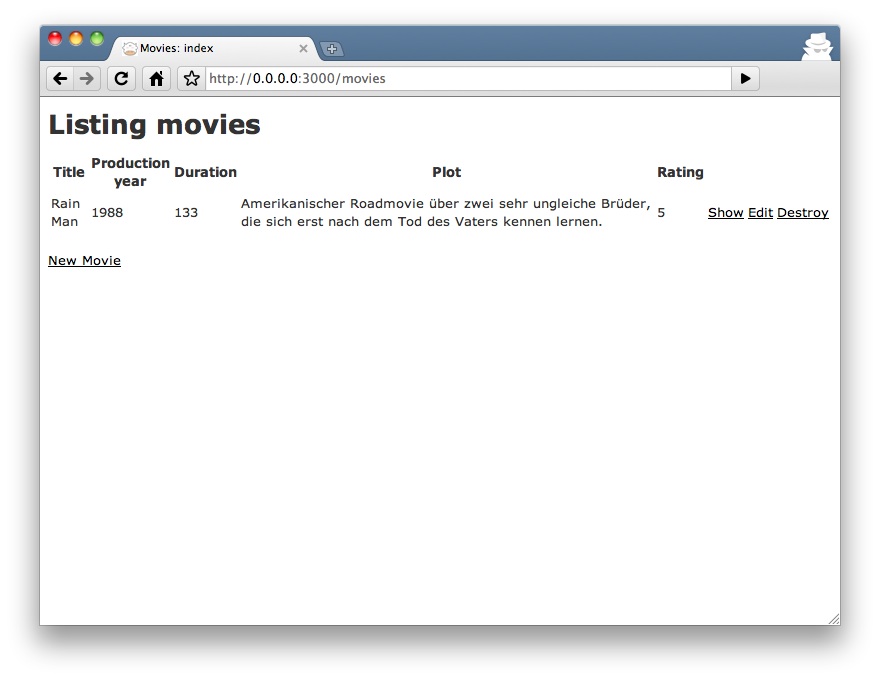 Movies: index
http://0.0.0.0:3000/movies
Listing movies
Title Production year Duration Plot Rating
Rain Man 1988 133 Amerikanischer Roadmovie über zwei sehr ungleiche Brüder,
die sich erst nach dem Tod des Vaters kennen lernen. 5 Show Edit Destroy
New Movie